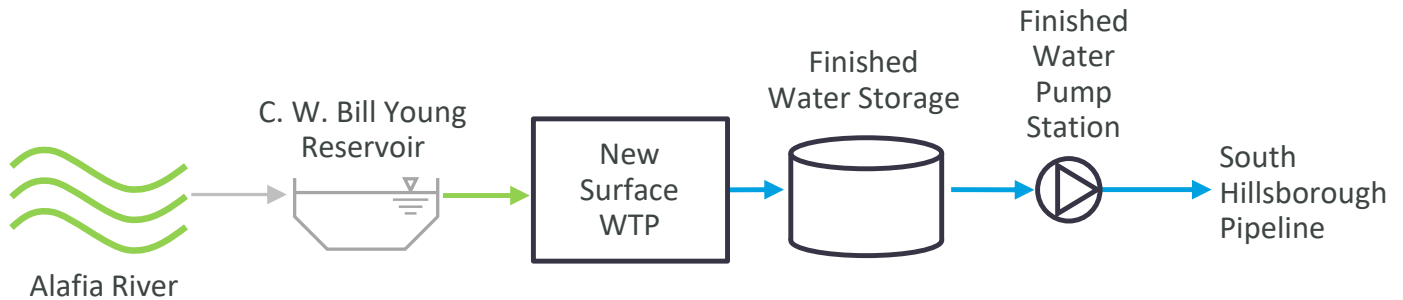 Alafia River
C. W. Bill Young
Reservoir
New
Surface
WTP
Finished
Water Storage
Finished
Water
Pump
Station
South
Hillsborough
Pipeline